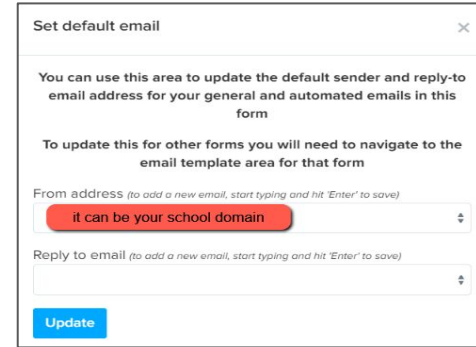 Set default email ×
You can use this area to update the default sender and reply-to
email address for your general and automated emails in this
form
To update this for other forms you will need to navigate to the
email template area for that form
From address (to add a new email, start typing and hit 'Enter' to save)
it can be your school domain
Reply to email (to add a new email, start typing and hit 'Enter' to save)
Update